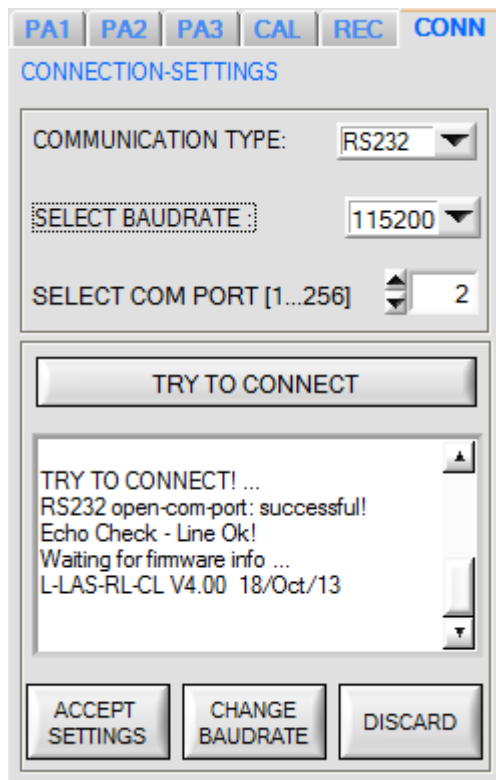 PA1 PA2 PA3 CAL REC CONN
CONNECTION-SETTINGS
COMMUNICATION TYPE: RS232
SELECT BAUDRATE : 115200
SELECT COM PORT [1...256] 2
TRY TO CONNECT
TRY TO CONNECT! ...
RS232 open-com-port: successful!
Echo Check - Line Ok!
Waiting for firmware info ...
L-LAS-RL-CL V4.00 18/Oct/13
ACCEPT SETTINGS
CHANGE BAUDRATE
DISCARD